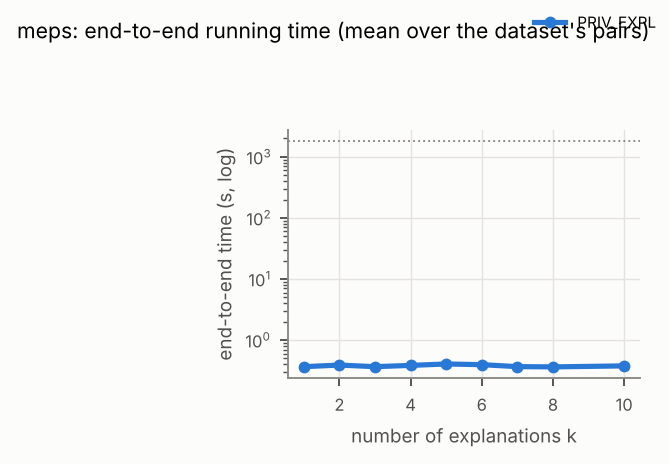 meps: end-to-end running time (mean over the dataset's pairs)
PRIV_EXRL
end-to-end time (s, log)
10³
10²
10¹
10⁰
2 4 6 8 10
number of explanations k